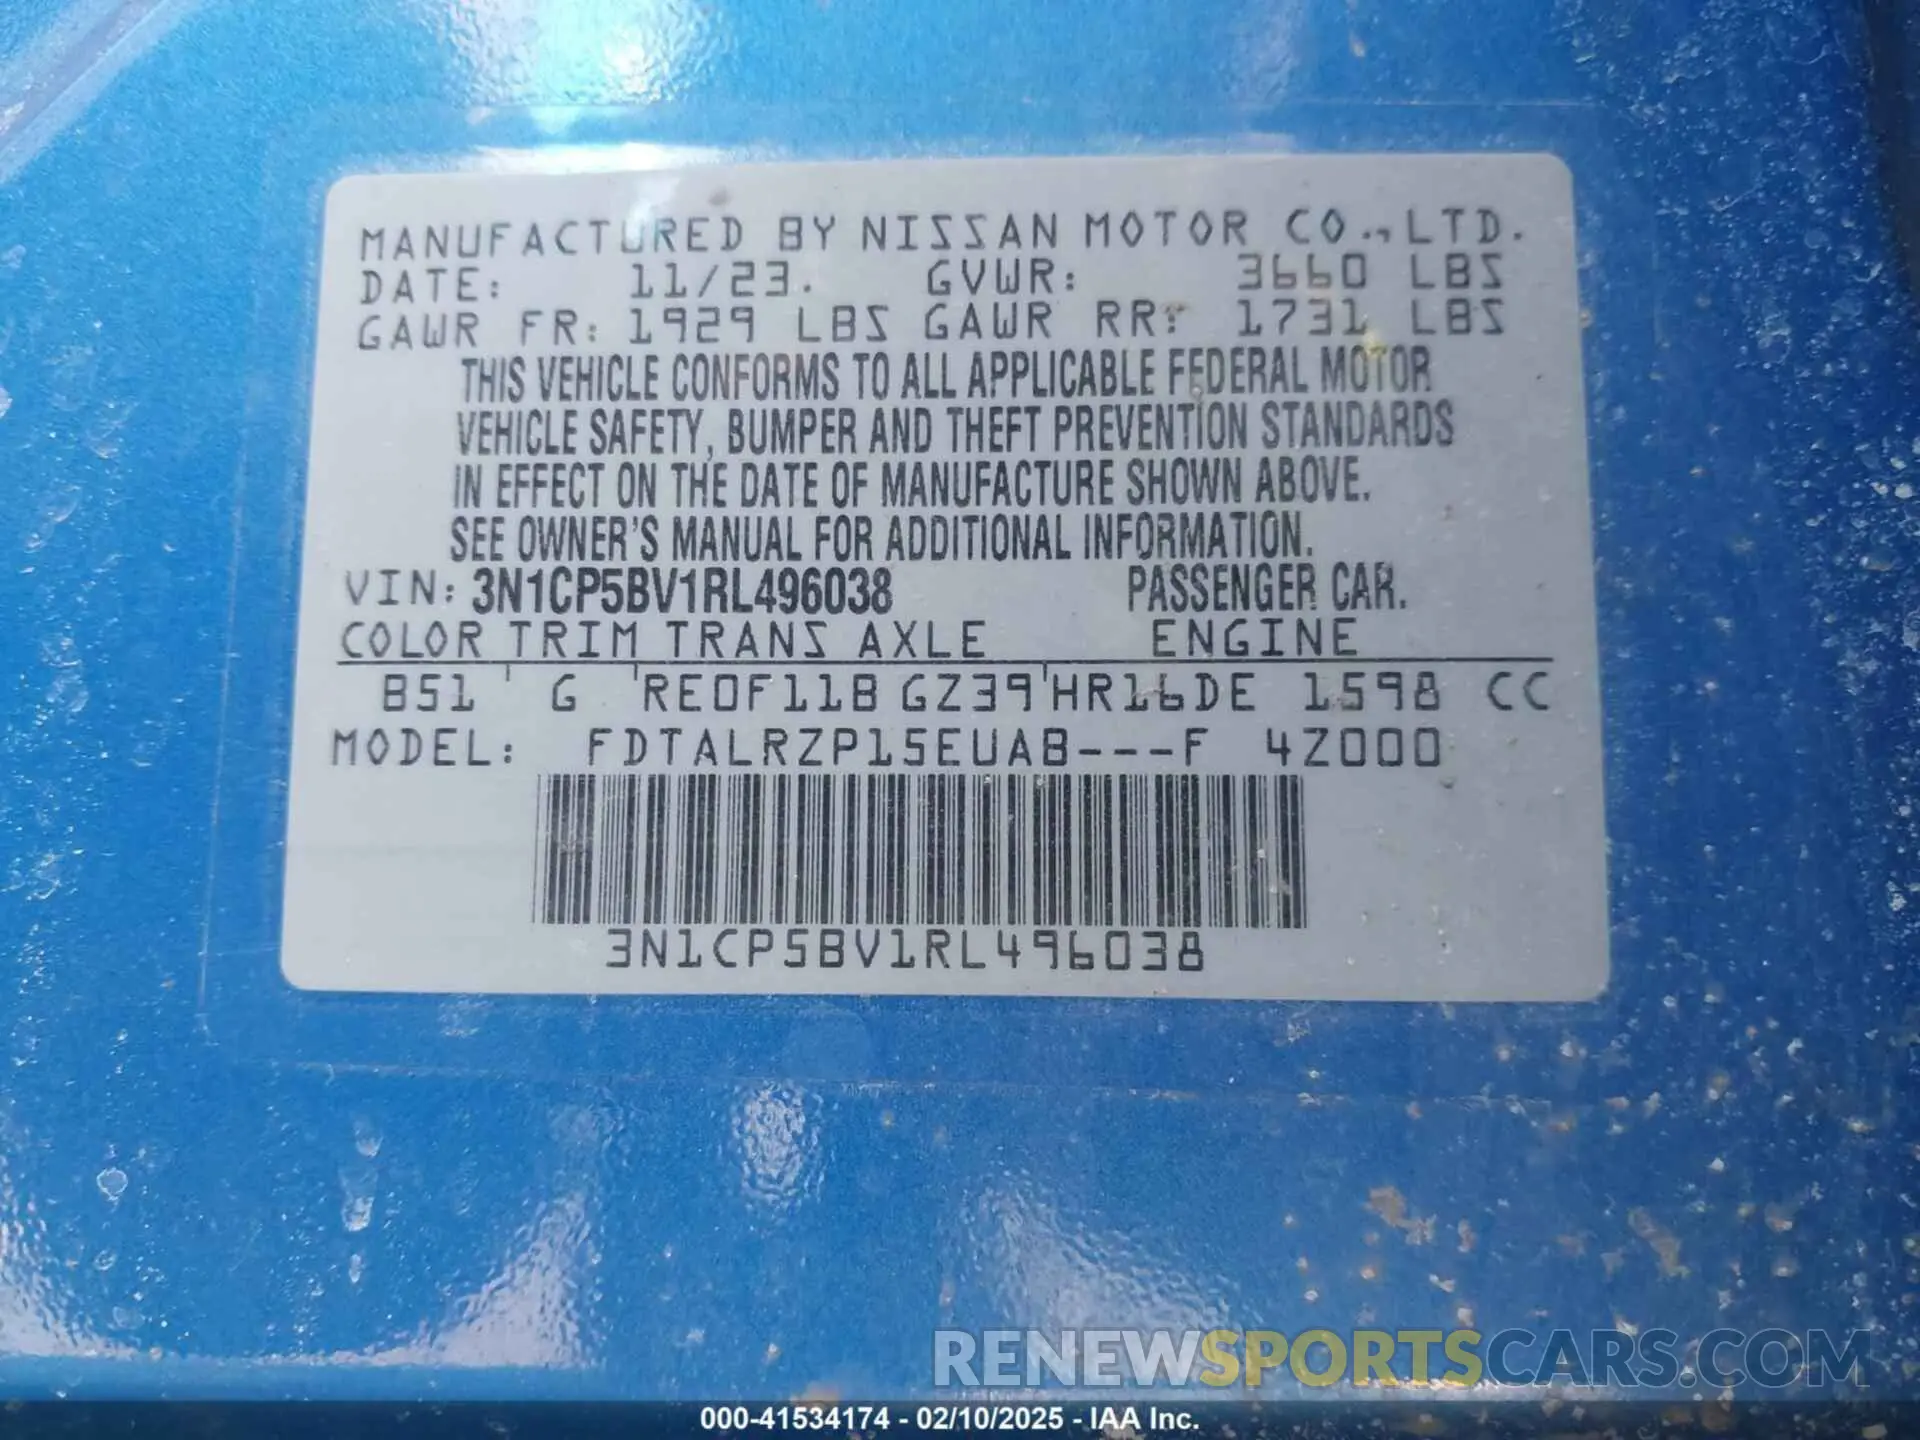 MANUFACTURED BY NISSAN MOTOR CO., LTD.
DATE: 11/23. GVWR: 3660 LBS
GAWR FR: 1929 LBS GAWR RR: 1731 LBS
THIS VEHICLE CONFORMS TO ALL APPLICABLE FEDERAL MOTOR
VEHICLE SAFETY, BUMPER AND THEFT PREVENTION STANDARDS
IN EFFECT ON THE DATE OF MANUFACTURE SHOWN ABOVE.
SEE OWNER'S MANUAL FOR ADDITIONAL INFORMATION.
VIN: 3N1CP5BV1RL496038 PASSENGER CAR.
COLOR TRIM TRANS AXLE ENGINE
B51 G RE0F11B GZ39 HR16DE 1598 CC
MODEL: FDTALRZP15EUAB---F 4Z000
3N1CP5BV1RL496038
RENEWSPORTSCARS.COM
000-41534174 - 02/10/2025 - IAA Inc.